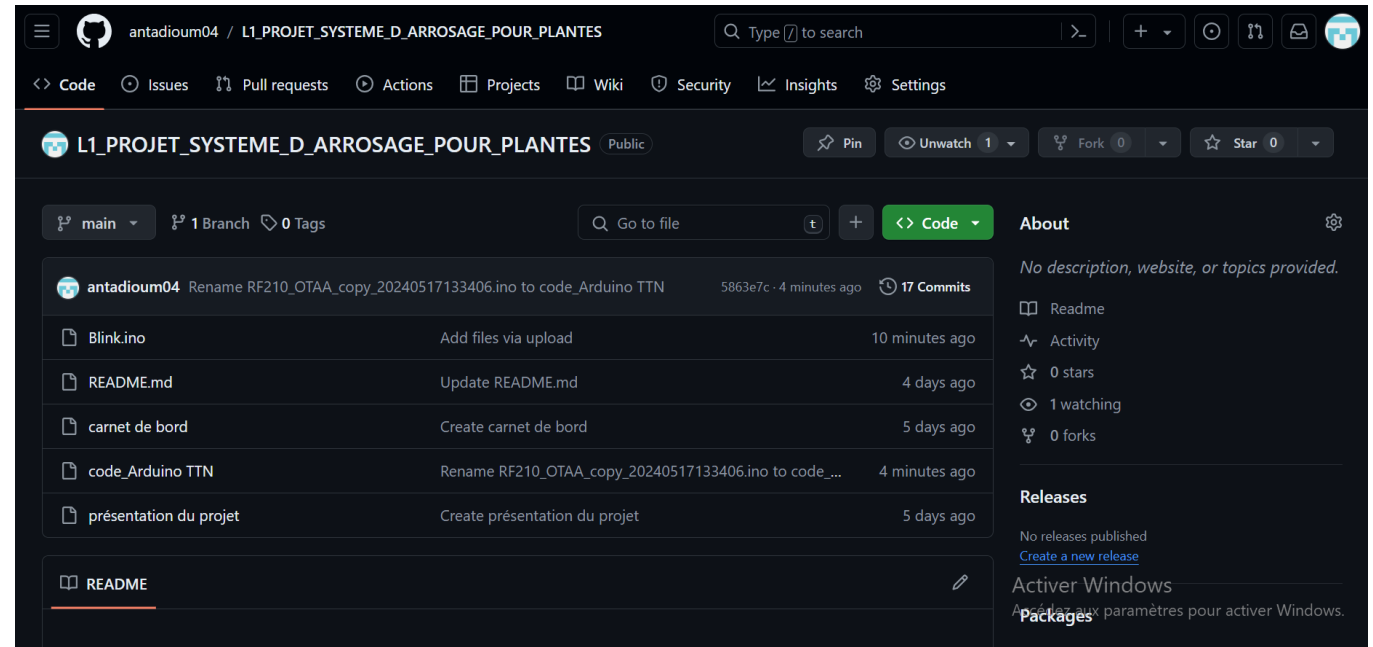 antadioum04 / L1_PROJET_SYSTEME_D_ARROSAGE_POUR_PLANTES Type / to search
Code Issues Pull requests Actions Projects Wiki Security Insights Settings
L1_PROJET_SYSTEME_D_ARROSAGE_POUR_PLANTES Public Pin Unwatch 1 Fork 0 Star 0
main 1 Branch 0 Tags Go to file t Code
antadioum04 Rename RF210_OTAA_copy_20240517133406.ino to code_Arduino TTN 5863e7c · 4 minutes ago 17 Commits
Blink.ino Add files via upload 10 minutes ago
README.md Update README.md 4 days ago
carnet de bord Create carnet de bord 5 days ago
code_Arduino TTN Rename RF210_OTAA_copy_20240517133406.ino to code_... 4 minutes ago
présentation du projet Create présentation du projet 5 days ago
README
About
No description, website, or topics provided.
Readme
Activity
0 stars
1 watching
0 forks
Releases
No releases published
Create a new release
Activer Windows
Accédez aux paramètres pour activer Windows.
Packages